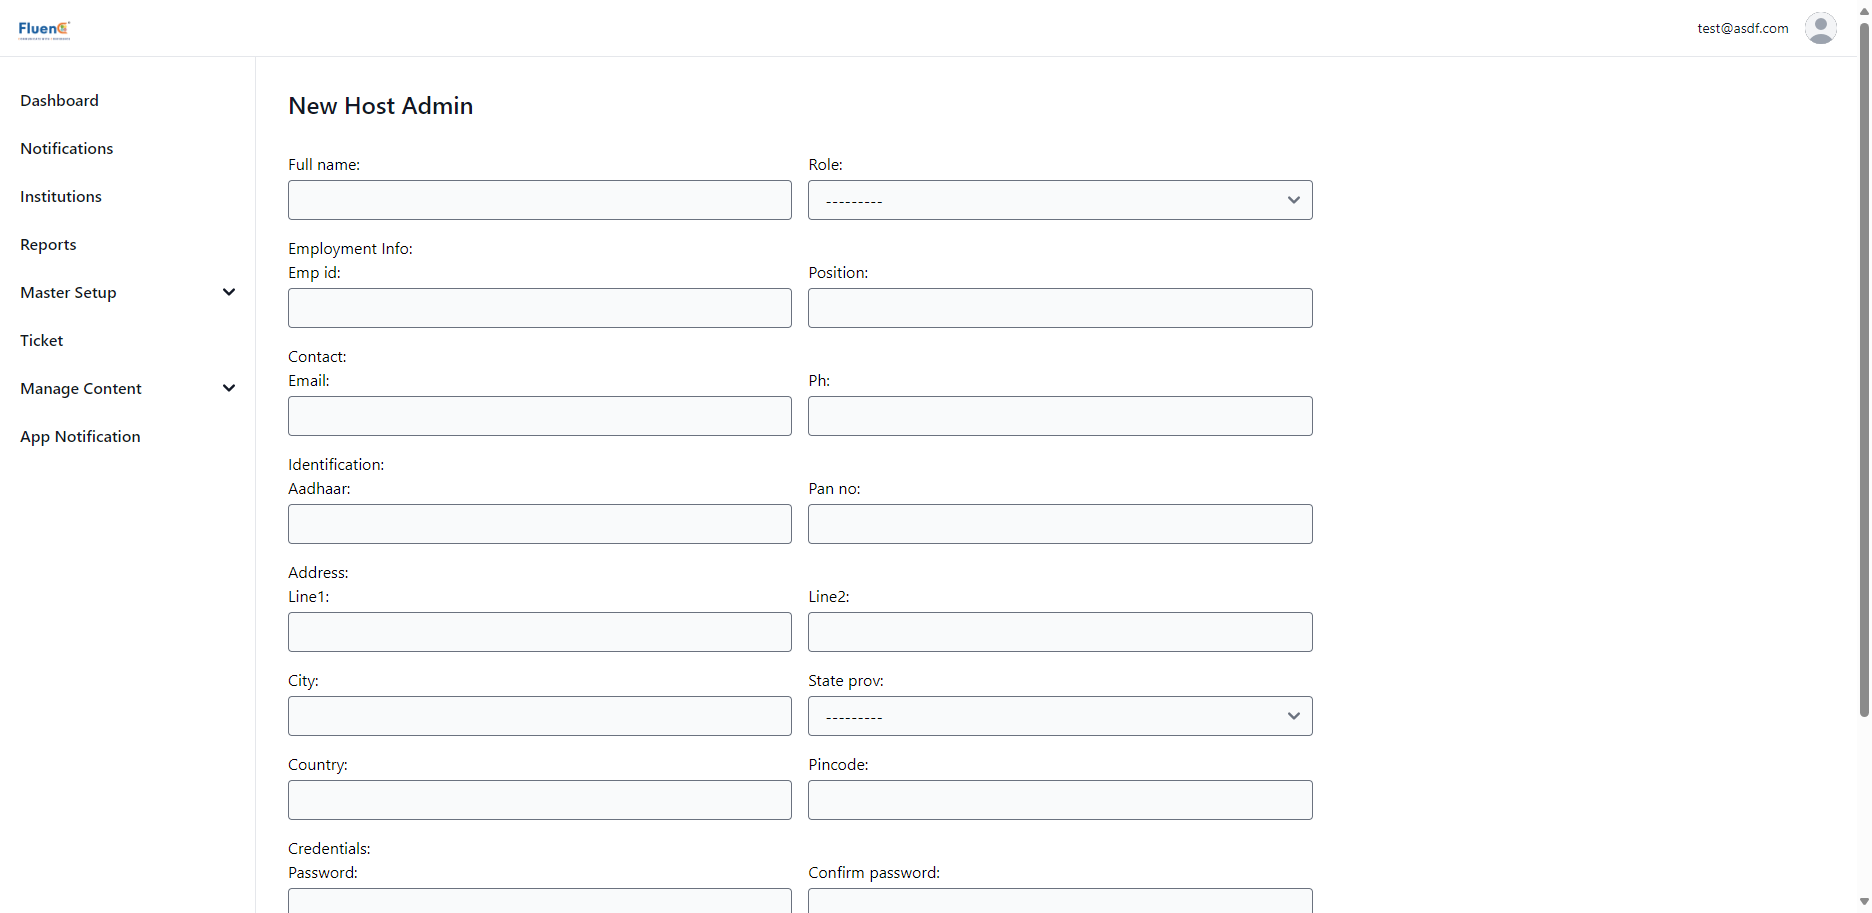 FluenC
test@asdf.com
Dashboard
Notifications
Institutions
Reports
Master Setup
Ticket
Manage Content
App Notification
New Host Admin
Full name:
Role:
---------
Employment Info:
Emp id:
Position:
Contact:
Email:
Ph:
Identification:
Aadhaar:
Pan no:
Address:
Line1:
Line2:
City:
State prov:
---------
Country:
Pincode:
Credentials:
Password:
Confirm password: